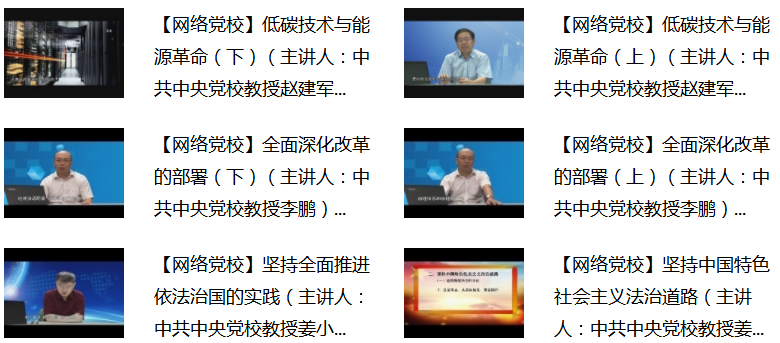 【网络党校】低碳技术与能
源革命（下）（主讲人：中
共中央党校教授赵建军...
【网络党校】低碳技术与能
源革命（上）（主讲人：中
共中央党校教授赵建军...
【网络党校】全面深化改革
的部署（下）（主讲人：中
共中央党校教授李鹏）...
【网络党校】全面深化改革
的部署（上）（主讲人：中
共中央党校教授李鹏）...
【网络党校】坚持全面推进
依法治国的实践（主讲人：
中共中央党校教授姜小...
【网络党校】坚持中国特色
社会主义法治道路（主讲
人：中共中央党校教授姜...